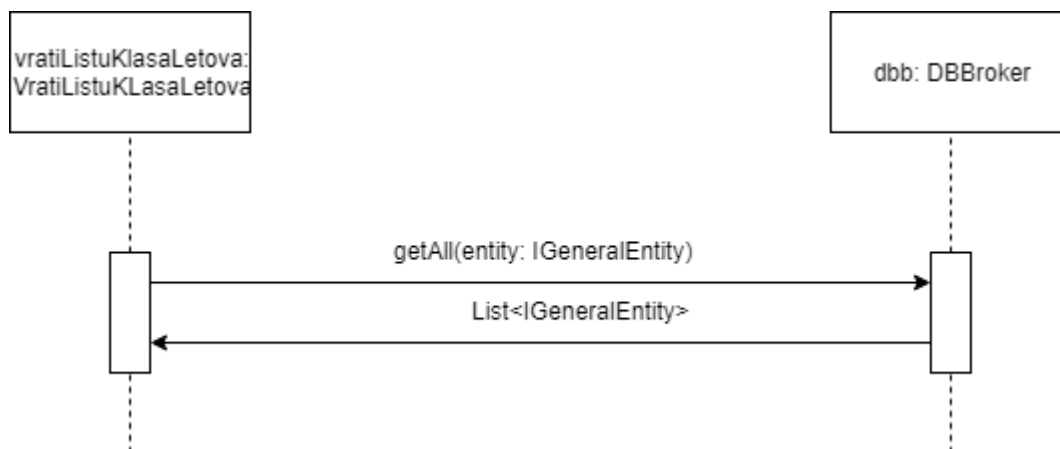 vratiListuKlasaLetova:
VratiListuKLasaLetova
dbb: DBBroker
getAll(entity: IGeneralEntity)
List<IGeneralEntity>